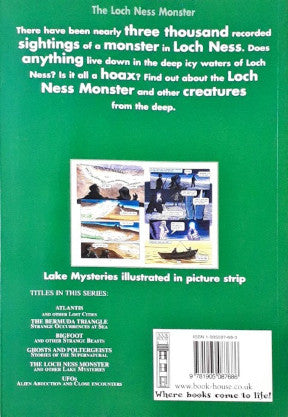 The Loch Ness Monster
There have been nearly three thousand recorded
sightings of a monster in Loch Ness. Does
anything live down in the deep icy waters of Loch
Ness? Is it all a hoax? Find out about the Loch
Ness Monster and other creatures
from the deep.
Lake Mysteries illustrated in picture strip
TITLES IN THIS SERIES:
ATLANTIS
AND OTHER LOST CITIES
THE BERMUDA TRIANGLE
STRANGE OCCURRENCES AT SEA
BIGFOOT
AND OTHER STRANGE BEASTS
GHOSTS AND POLTERGEISTS
STORIES OF THE SUPERNATURAL
THE LOCH NESS MONSTER
AND OTHER LAKE MYSTERIES
UFOs
ALIEN ABDUCTION AND CLOSE ENCOUNTERS
9 781905 087686
www.book-house.co.uk
Where books come to life!